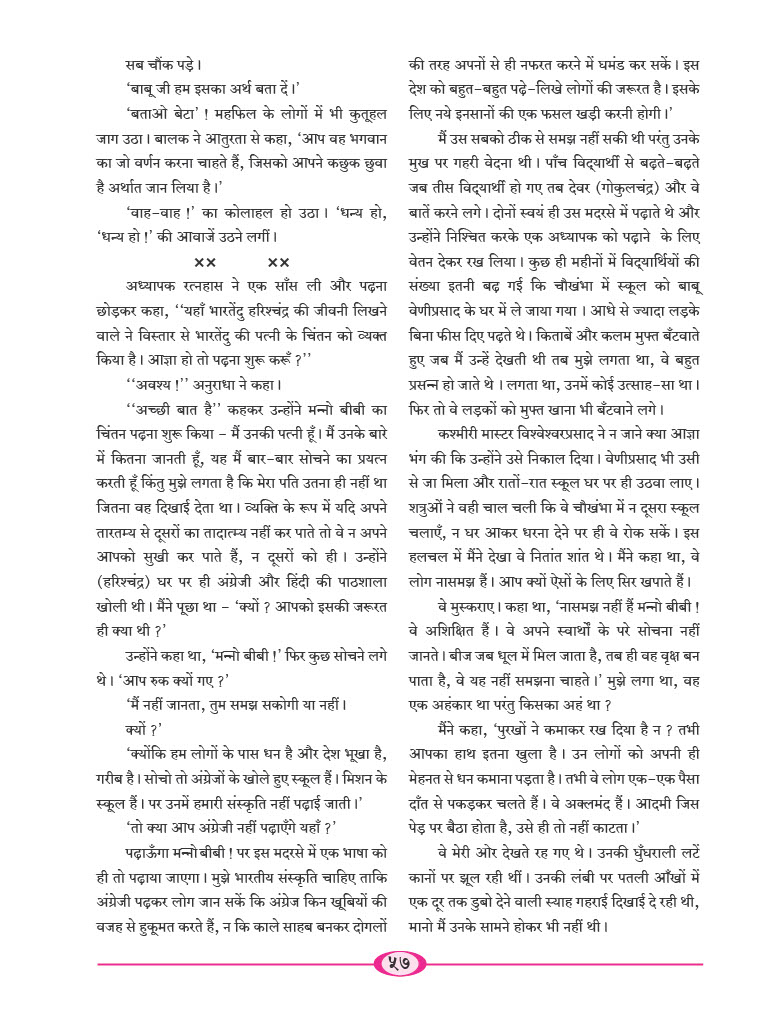 सब चौंक पड़े ।
‘बाबू जी हम इसका अर्थ बता दें ।’
‘बताओ बेटा’ ! महफिल के लोगों में भी कुतूहल
जाग उठा । बालक ने आतुरता से कहा, ‘आप वह भगवान
का जो वर्णन करना चाहते हैं, जिसको आपने कछुक छुवा
है अर्थात जान लिया है ।’
‘वाह-वाह !’ का कोलाहल हो उठा । ‘धन्य हो,
‘धन्य हो !’ की आवाजें उठने लगीं ।
×× ××
अध्यापक रत्नहास ने एक साँस ली और पढ़ना
छोड़कर कहा, ‘‘यहाँ भारतेंदु हरिश्चंद्र की जीवनी लिखने
वाले ने विस्तार से भारतेंदु की पत्नी के चिंतन को व्यक्त
किया है । आज्ञा हो तो पढ़ना शुरू करूँ ?’’
‘‘अवश्य !’’ अनुराधा ने कहा ।
‘‘अच्छी बात है’’ कहकर उन्होंने मन्नो बीबी का
चिंतन पढ़ना शुरू किया - मैं उनकी पत्नी हूँ । मैं उनके बारे
में कितना जानती हूँ, यह मैं बार-बार सोचने का प्रयत्न
करती हूँ किंतु मुझे लगता है कि मेरा पति उतना ही नहीं था
जितना वह दिखाई देता था । व्यक्ति के रूप में यदि अपने
तारतम्य से दूसरों का तादात्म्य नहीं कर पाते तो वे न अपने
आपको सुखी कर पाते हैं, न दूसरों को ही । उन्होंने
(हरिश्चंद्र) घर पर ही अंग्रेजी और हिंदी की पाठशाला
खोली थी । मैंने पूछा था - ‘क्यों ? आपको इसकी जरूरत
ही क्या थी ?’
उन्होंने कहा था, ‘मन्नो बीबी !’ फिर कुछ सोचने लगे
थे । ‘आप रुक क्यों गए ?’
‘मैं नहीं जानता, तुम समझ सकोगी या नहीं ।
क्यों ?’
‘क्योंकि हम लोगों के पास धन है और देश भूखा है,
गरीब है । सोचो तो अंग्रेजों के खोले हुए स्कूल हैं । मिशन के
स्कूल हैं । पर उनमें हमारी संस्कृति नहीं पढ़ाई जाती ।’
‘तो क्या आप अंग्रेजी नहीं पढ़ाएँगे यहाँ ?’
पढ़ाऊँगा मन्नो बीबी ! पर इस मदरसे में एक भाषा को
ही तो पढ़ाया जाएगा । मुझे भारतीय संस्कृति चाहिए ताकि
अंग्रेजी पढ़कर लोग जान सकें कि अंग्रेज किन खूबियों की
वजह से हुकूमत करते हैं, न कि काले साहब बनकर दोगलों
की तरह अपनों से ही नफरत करने में घमंड कर सकें । इस
देश को बहुत-बहुत पढ़े-लिखे लोगों की जरूरत है । इसके
लिए नये इनसानों की एक फसल खड़ी करनी होगी ।’
मैं उस सबको ठीक से समझ नहीं सकी थी परंतु उनके
मुख पर गहरी वेदना थी । पाँच विद्यार्थी से बढ़ते-बढ़ते
जब तीस विद्यार्थी हो गए तब देवर (गोकुलचंद्र) और वे
बातें करने लगे । दोनों स्वयं ही उस मदरसे में पढ़ाते थे और
उन्होंने निश्चित करके एक अध्यापक को पढ़ाने के लिए
वेतन देकर रख लिया । कुछ ही महीनों में विद्यार्थियों की
संख्या इतनी बढ़ गई कि चौखंभा में स्कूल को बाबू
वेणीप्रसाद के घर में ले जाया गया । आधे से ज्यादा लड़के
बिना फीस दिए पढ़ते थे । किताबें और कलम मुफ्त बँटवाते
हुए जब मैं उन्हें देखती थी तब मुझे लगता था, वे बहुत
प्रसन्न हो जाते थे । लगता था, उनमें कोई उत्साह-सा था ।
फिर तो वे लड़कों को मुफ्त खाना भी बँटवाने लगे ।
कश्मीरी मास्टर विश्वेश्वरप्रसाद ने न जाने क्या आज्ञा
भंग की कि उन्होंने उसे निकाल दिया । वेणीप्रसाद भी उसी
से जा मिला और रातों-रात स्कूल घर पर ही उठवा लाए ।
शत्रुओं ने वही चाल चली कि वे चौखंभा में न दूसरा स्कूल
चलाएँ, न घर आकर धरना देने पर ही वे रोक सकें । इस
हलचल में मैंने देखा वे नितांत शांत थे । मैंने कहा था, वे
लोग नासमझ हैं । आप क्यों ऐसों के लिए सिर खपाते हैं ।
वे मुस्कराए । कहा था, ‘नासमझ नहीं हैं मन्नो बीबी !
वे अशिक्षित हैं । वे अपने स्वार्थों के परे सोचना नहीं
जानते । बीज जब धूल में मिल जाता है, तब ही वह वृक्ष बन
पाता है, वे यह नहीं समझना चाहते ।’ मुझे लगा था, वह
एक अहंकार था परंतु किसका अहं था ?
मैंने कहा, ‘पुरखों ने कमाकर रख दिया है न ? तभी
आपका हाथ इतना खुला है । उन लोगों को अपनी ही
मेहनत से धन कमाना पड़ता है । तभी वे लोग एक-एक पैसा
दाँत से पकड़कर चलते हैं । वे अक्लमंद हैं । आदमी जिस
पेड़ पर बैठा होता है, उसे ही तो नहीं काटता ।’
वे मेरी ओर देखते रह गए थे । उनकी घुँघराली लटें
कानों पर झूल रही थीं । उनकी लंबी पर पतली आँखों में
एक दूर तक डुबो देने वाली स्याह गहराई दिखाई दे रही थी,
मानो मैं उनके सामने होकर भी नहीं थी ।
५७